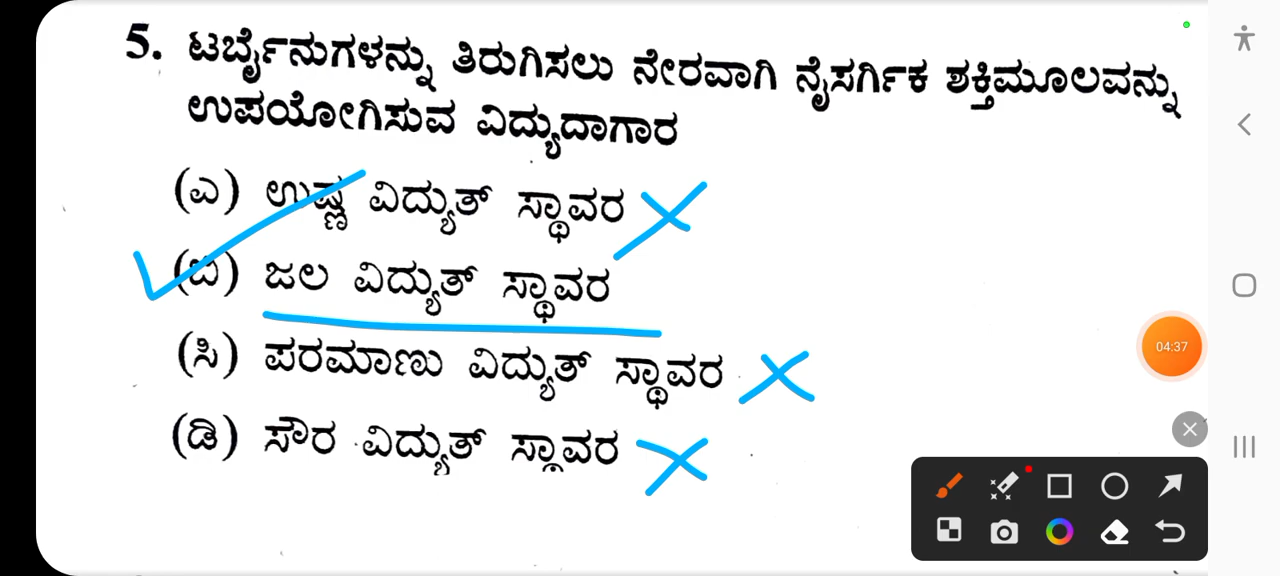 5. ಟರ್ಬೈನುಗಳನ್ನು ತಿರುಗಿಸಲು ನೇರವಾಗಿ ನೈಸರ್ಗಿಕ ಶಕ್ತಿಮೂಲವನ್ನು
ಉಪಯೋಗಿಸುವ ವಿದ್ಯುದಾಗಾರ
(ಎ) ಉಷ್ಣ ವಿದ್ಯುತ್ ಸ್ಥಾವರ
(ಬಿ) ಜಲ ವಿದ್ಯುತ್ ಸ್ಥಾವರ
(ಸಿ) ಪರಮಾಣು ವಿದ್ಯುತ್ ಸ್ಥಾವರ
(ಡಿ) ಸೌರ ವಿದ್ಯುತ್ ಸ್ಥಾವರ
04:37